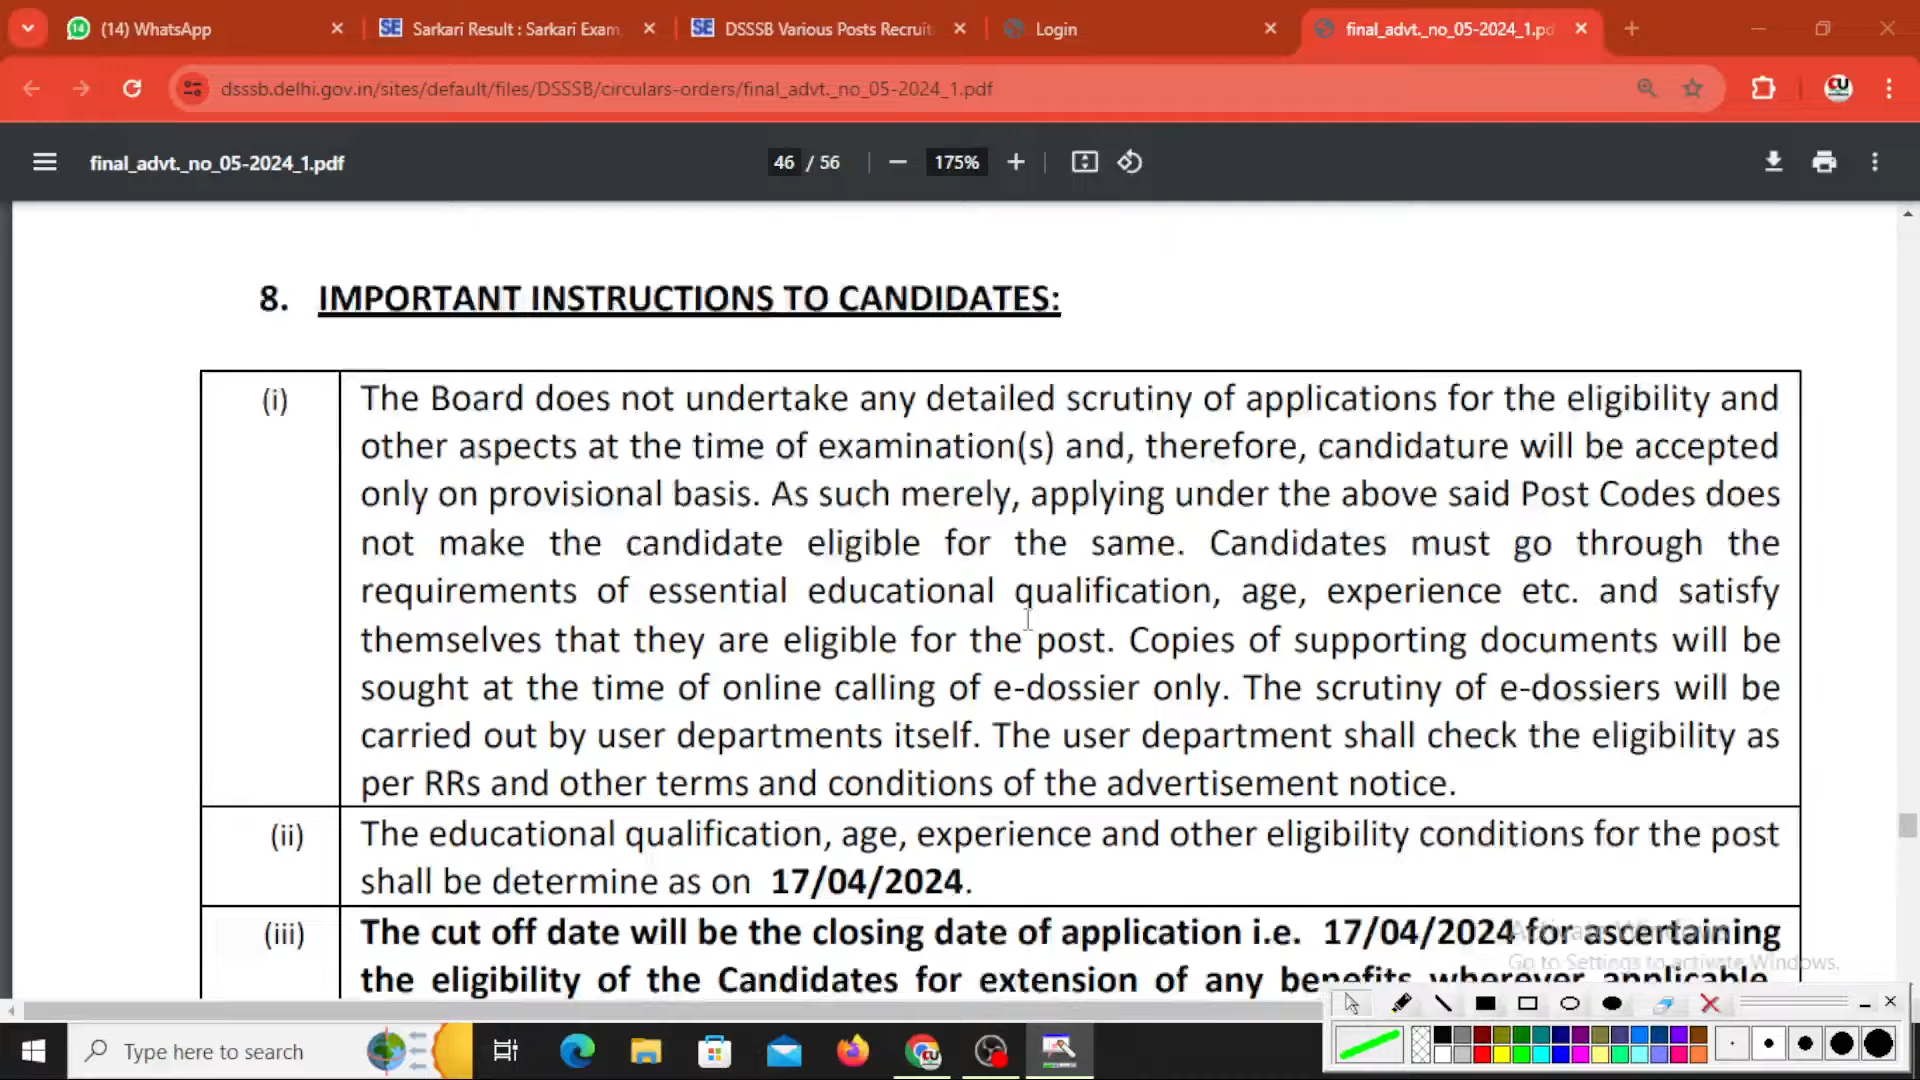 (14) WhatsApp
Sarkari Result : Sarkari Exam
DSSSB Various Posts Recruit
Login
final_advt._no_05-2024_1.pd
dsssb.delhi.gov.in/sites/default/files/DSSSB/circulars-orders/final_advt._no_05-2024_1.pdf
final_advt._no_05-2024_1.pdf
46 / 56
175%
8. IMPORTANT INSTRUCTIONS TO CANDIDATES:
(i) The Board does not undertake any detailed scrutiny of applications for the eligibility and
other aspects at the time of examination(s) and, therefore, candidature will be accepted
only on provisional basis. As such merely, applying under the above said Post Codes does
not make the candidate eligible for the same. Candidates must go through the
requirements of essential educational qualification, age, experience etc. and satisfy
themselves that they are eligible for the post. Copies of supporting documents will be
sought at the time of online calling of e-dossier only. The scrutiny of e-dossiers will be
carried out by user departments itself. The user department shall check the eligibility as
per RRs and other terms and conditions of the advertisement notice.
(ii) The educational qualification, age, experience and other eligibility conditions for the post
shall be determine as on 17/04/2024.
(iii) The cut off date will be the closing date of application i.e. 17/04/2024 for ascertaining
the eligibility of the Candidates for extension of any benefits wherever applicable
Activate Windows
Go to Settings to activate Windows.
Type here to search